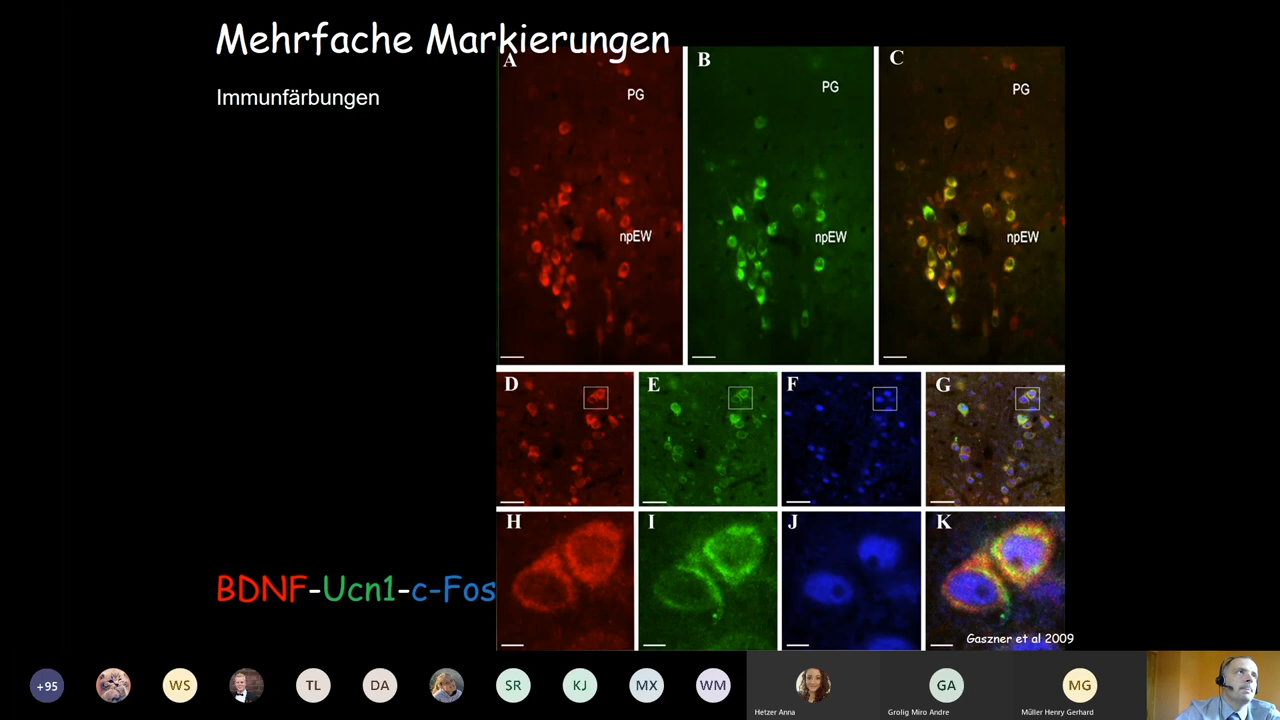 Mehrfache Markierungen
Immunfärbungen
A
PG
npEW
B
PG
npEW
C
PG
npEW
D
E
F
G
H
I
J
K
BDNF-Ucn1-c-Fos
Gaszner et al 2009
+95
WS
TL
DA
SR
KJ
MX
WM
GA
MG
Hetzer Anna
Grolig Miro Andre
Müller Henry Gerhard